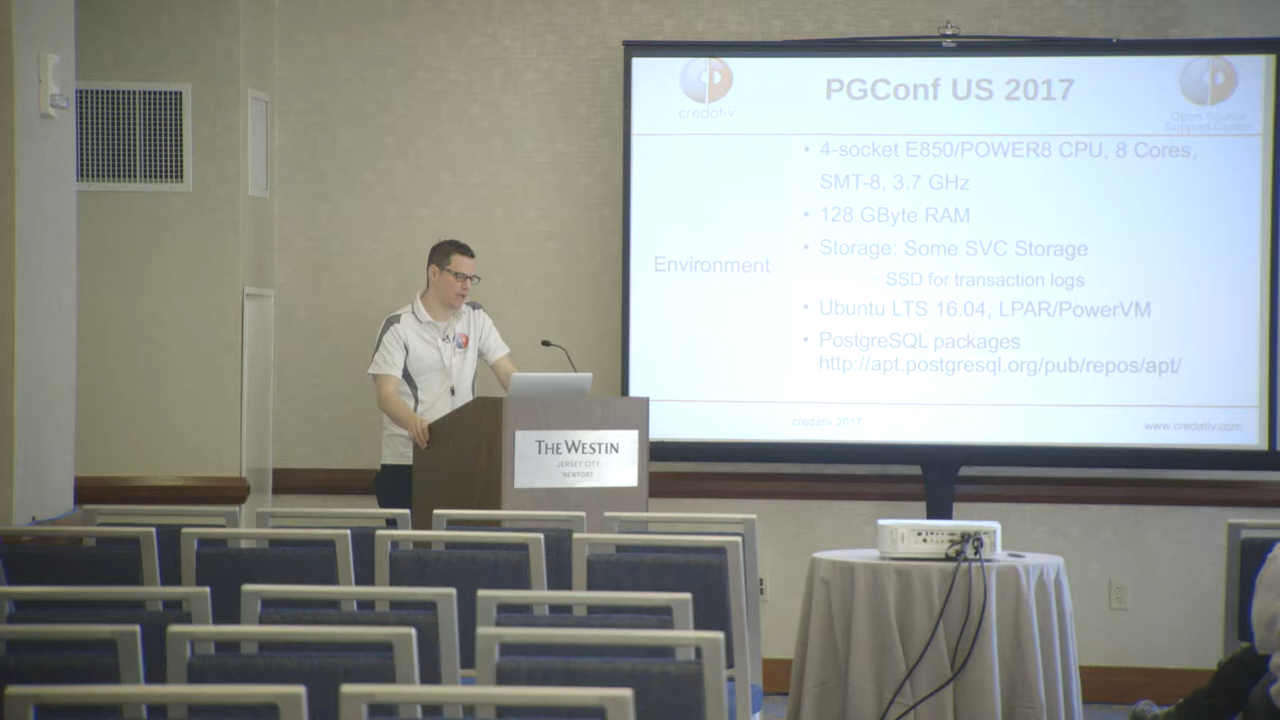 PGConf US 2017
credativ
Open Source
Support Center
Environment
• 4-socket E850/POWER8 CPU, 8 Cores,
SMT-8, 3.7 GHz
• 128 GByte RAM
• Storage: Some SVC Storage
– SSD for transaction logs
• Ubuntu LTS 16.04, LPAR/PowerVM
• PostgreSQL packages
http://apt.postgresql.org/pub/repos/apt/
credativ 2017
www.credativ.com
THE WESTIN
JERSEY CITY
NEWPORT